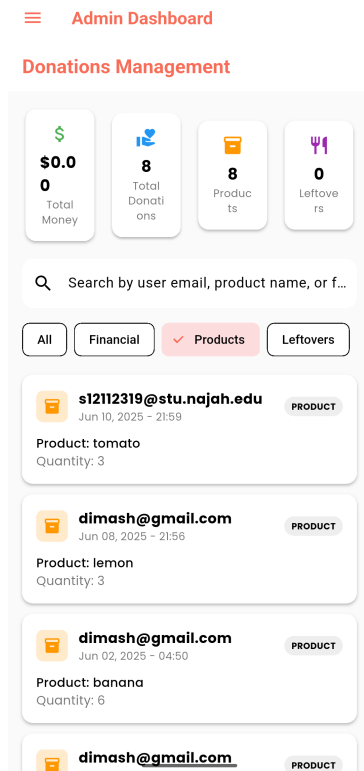 Admin Dashboard
Donations Management
$0.0
0
Total
Money
8
Total
Donati
ons
8
Produc
ts
0
Leftove
rs
Search by user email, product name, or f...
All
Financial
Products
Leftovers
s12112319@stu.najah.edu
Jun 10, 2025 - 21:59
PRODUCT
Product: tomato
Quantity: 3
dimash@gmail.com
Jun 08, 2025 - 21:56
PRODUCT
Product: lemon
Quantity: 3
dimash@gmail.com
Jun 02, 2025 - 04:50
PRODUCT
Product: banana
Quantity: 6
dimash@gmail.com
PRODUCT